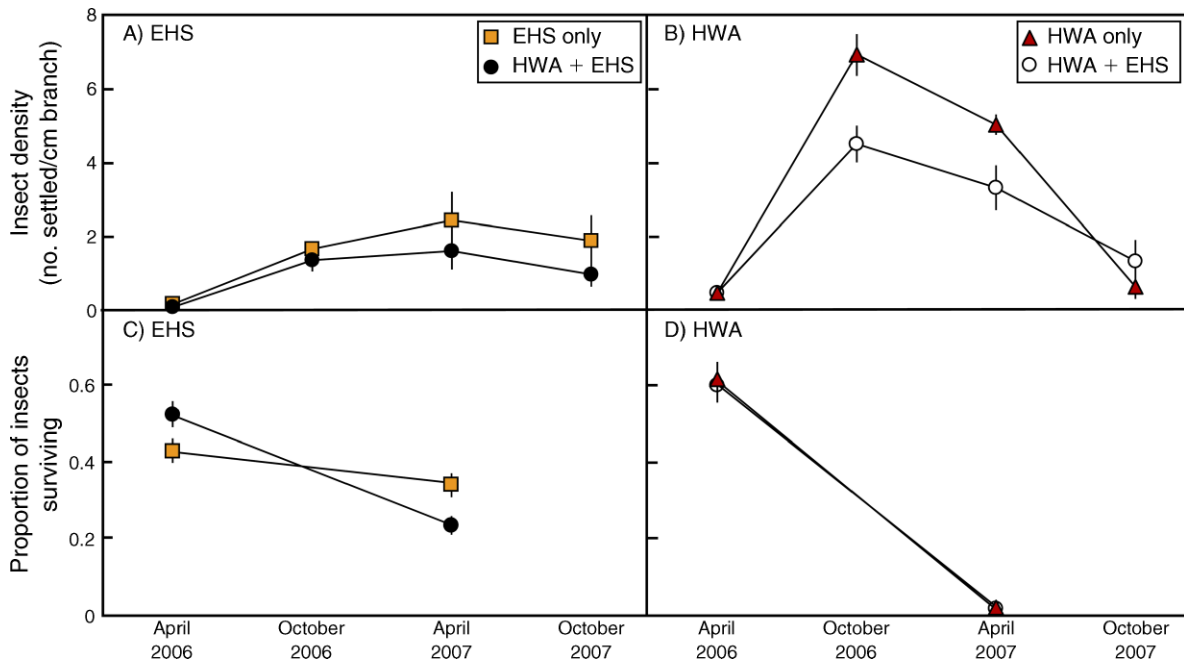 Insect density
(no. settled/cm branch)
8
6
4
2
0
A) EHS
EHS only
HWA + EHS
B) HWA
HWA only
HWA + EHS
Proportion of insects
surviving
0.6
0.4
0.2
0
C) EHS
D) HWA
April
2006
October
2006
April
2007
October
2007
April
2006
October
2006
April
2007
October
2007